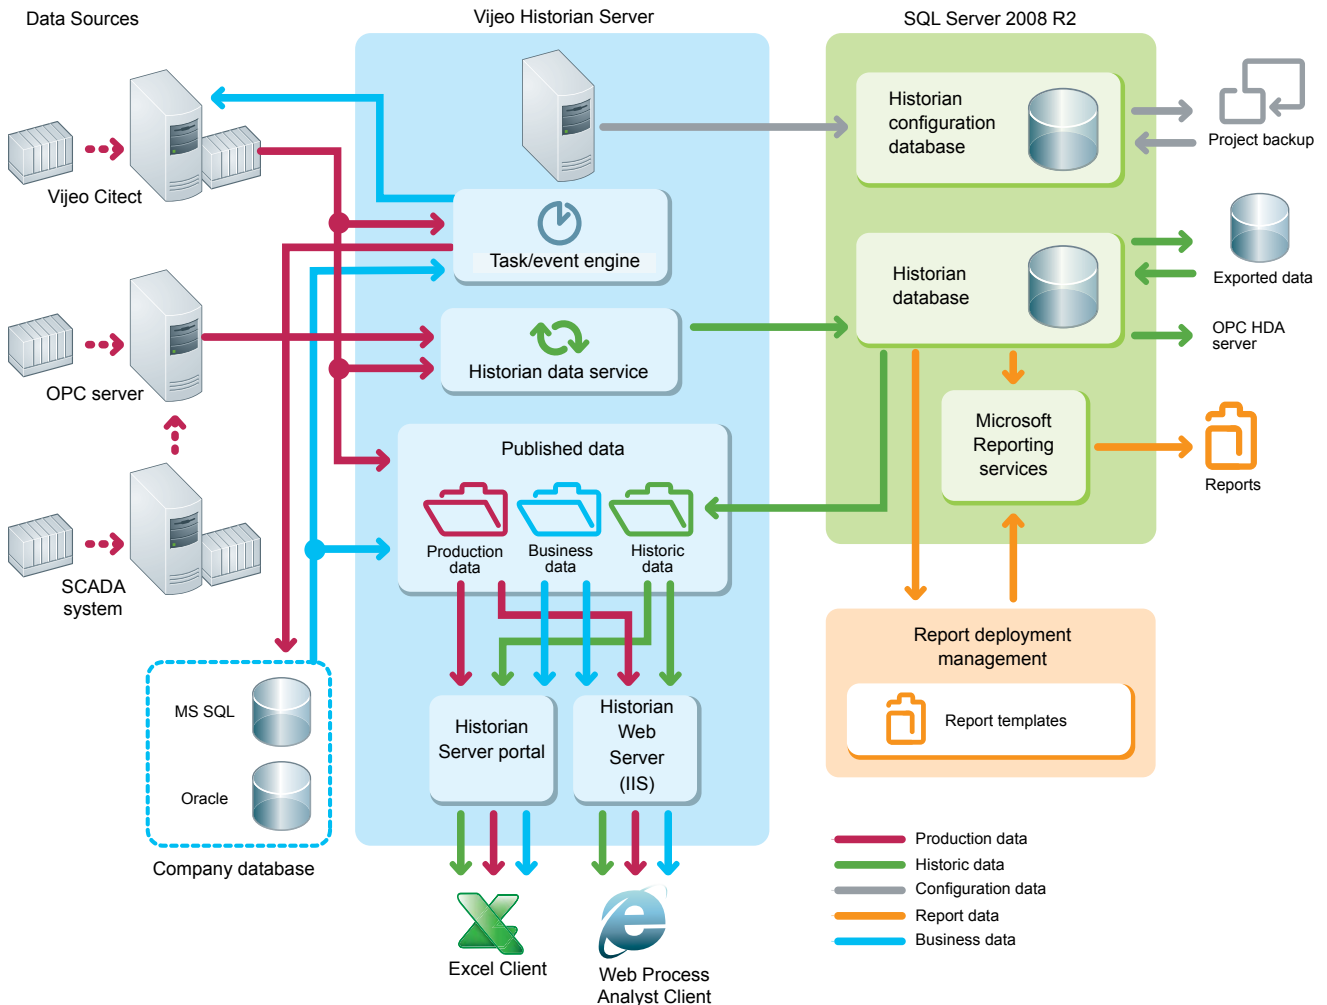 Data Sources
Vijeo Historian Server
SQL Server 2008 R2
Vijeo Citect
OPC server
SCADA
system
MS SQL
Oracle
Company database
Task/event engine
Historian data service
Published data
Production
data
Business
data
Historic
data
Historian
Server portal
Historian
Web
Server
(IIS)
Excel Client
Web Process
Analyst Client
Historian
configuration
database
Historian
database
Microsoft
Reporting
services
Project backup
Exported data
OPC HDA
server
Reports
Report deployment
management
Report templates
Production data
Historic data
Configuration data
Report data
Business data